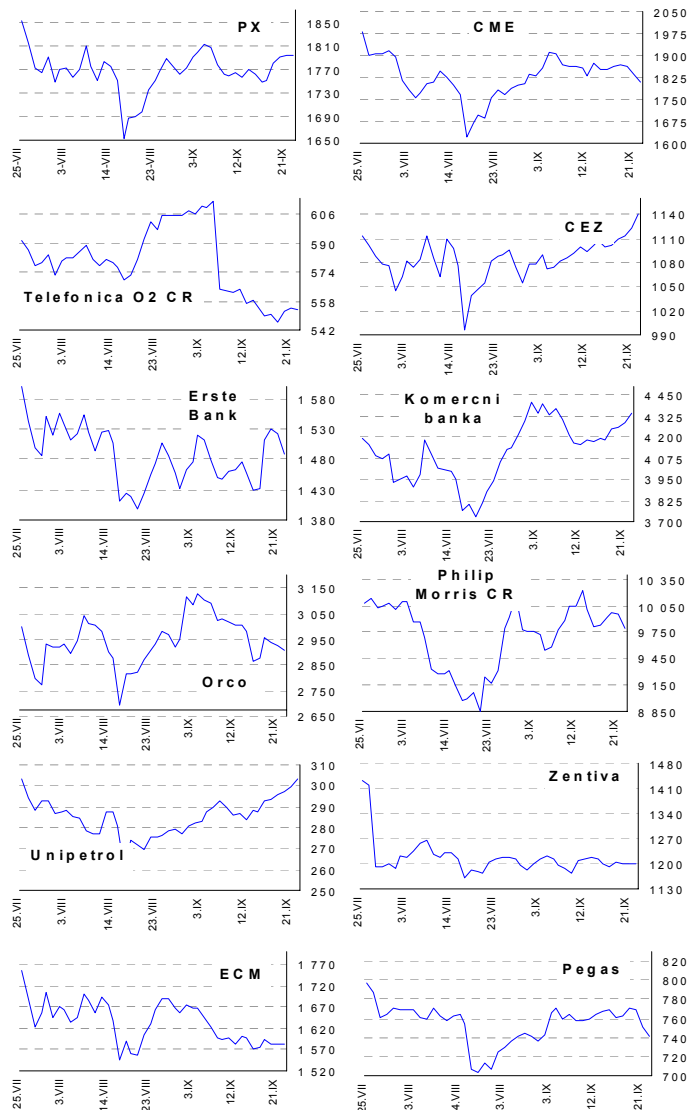 PX
1850
1810
1770
1730
1690
1650
25-VII
3-VIII
14-VIII
23-VIII
3-IX
12-IX
21-IX
CME
2050
1975
1900
1825
1750
1675
1600
25.VII
3.VIII
14.VIII
23.VIII
3.IX
12.IX
21.IX
Telefonica O2 CR
606
590
574
558
542
25.VII
3.VIII
14.VIII
23.VIII
3.IX
12.IX
21.IX
CEZ
1140
1110
1080
1050
1020
990
25.VII
3.VIII
14.VIII
23.VIII
3.IX
12.IX
21.IX
Erste
Bank
1 580
1 530
1 480
1 430
1 380
25.VII
3.VIII
14.VIII
23.VIII
3.IX
12.IX
21.IX
Komercni
banka
4 450
4 325
4 200
4 075
3 950
3 825
3 700
25.VII
3.VIII
14.VIII
23.VIII
3.IX
12.IX
21.IX
Orco
3 150
3 050
2 950
2 850
2 750
2 650
25.VII
3.VIII
14.VIII
23.VIII
3.IX
12.IX
21.IX
Philip
Morris CR
10 350
10 050
9 750
9 450
9 150
8 850
25.VII
3.VIII
14.VIII
23.VIII
3.IX
12.IX
21.IX
Unipetrol
310
300
290
280
270
260
250
25.VII
3.VIII
14.VIII
23.VIII
3.IX
12.IX
21.IX
Zentiva
1480
1410
1340
1270
1200
1130
25.VII
3.VIII
14.VIII
23.VIII
3.IX
12.IX
21.IX
ECM
1 770
1 720
1 670
1 620
1 570
1 520
25.VII
3.VIII
14.VIII
23.VIII
3.IX
12.IX
21.IX
Pegas
820
800
780
760
740
720
700
25.VII
3.VIII
14.VIII
23.VIII
3.IX
12.IX
21.IX